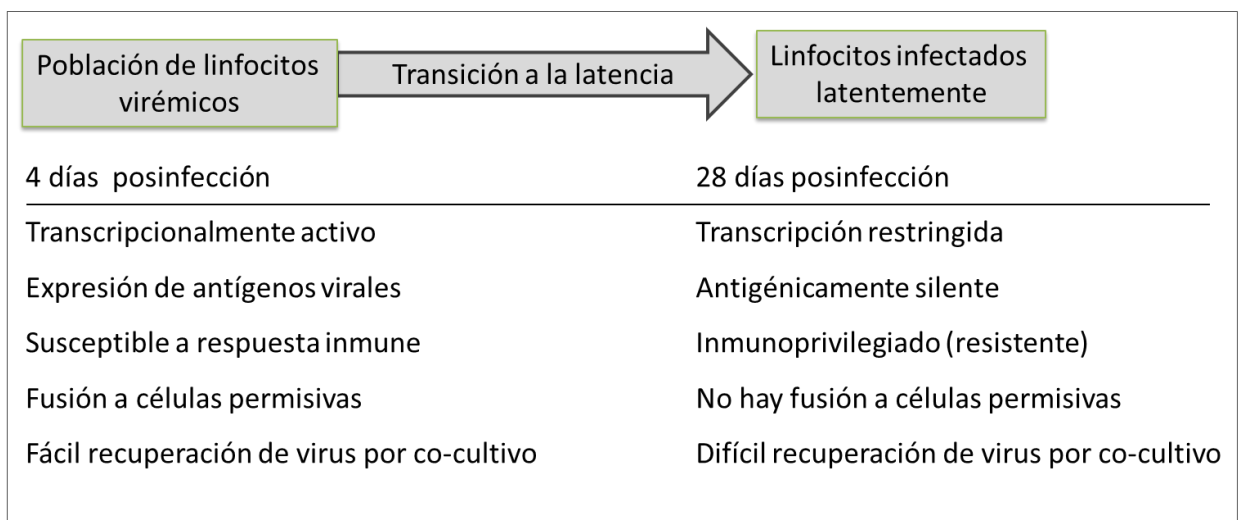 Población de linfocitos
virémicos
Transición a la latencia
Linfocitos infectados
latentemente
4 días posinfección
28 días posinfección
Transcripcionalmente activo
Transcripción restringida
Expresión de antígenos virales
Antigénicamente silente
Susceptible a respuesta inmune
Inmunoprivilegiado (resistente)
Fusión a células permisivas
No hay fusión a células permisivas
Fácil recuperación de virus por co-cultivo
Difícil recuperación de virus por co-cultivo